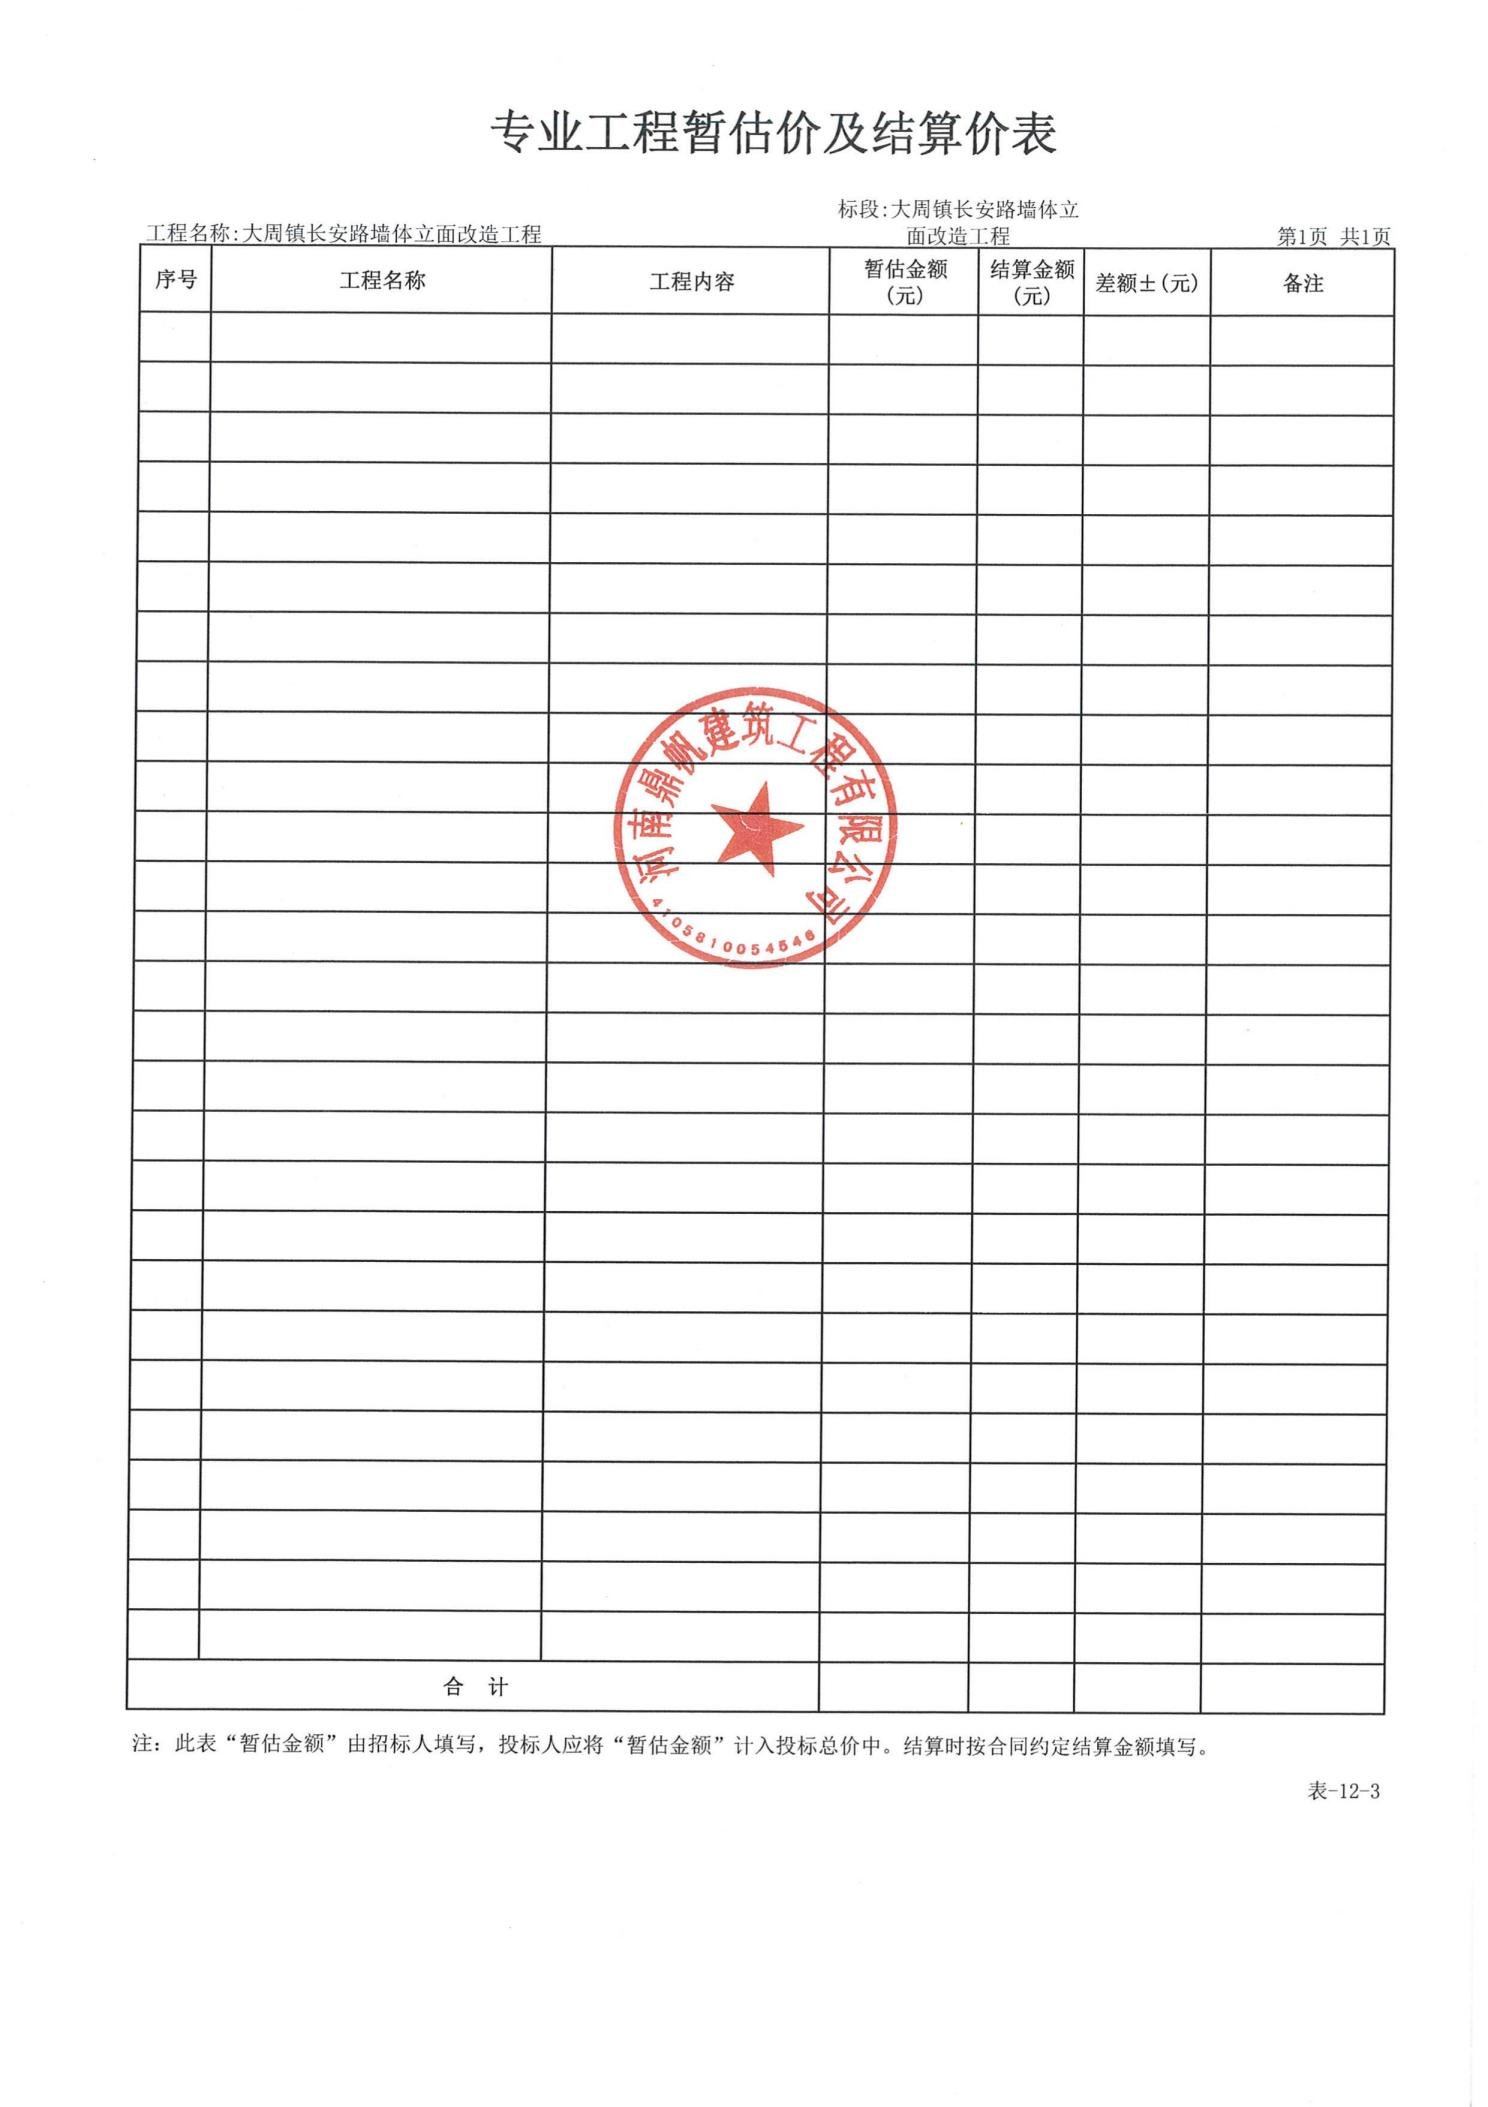 专业工程暂估价及结算价表
标段:大周镇长安路墙体立
工程名称:大周镇长安路墙体立面改造工程 面改造工程 第1页 共1页
序号 工程名称 工程内容 暂估金额(元) 结算金额(元) 差额±(元) 备注
河南鼎帆建筑工程有限公司
4105810054546
合 计
注：此表“暂估金额”由招标人填写，投标人应将“暂估金额”计入投标总价中。结算时按合同约定结算金额填写。
表-12-3